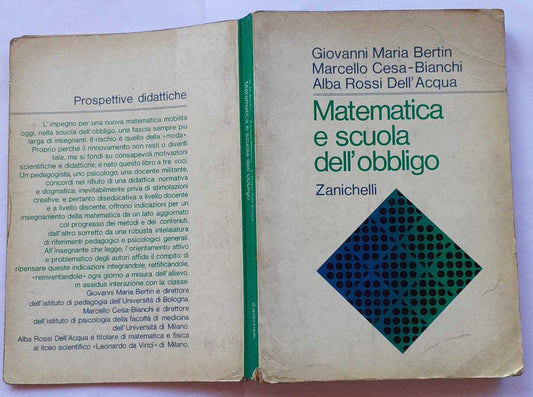 Prospettive didattiche
L'impegno per una nuova matematica mobilita
oggi, nella scuola dell'obbligo, una fascia sempre più
larga di insegnanti. Il rischio è quello della «moda».
Proprio perché il rinnovamento non resti o diventi
tale, ma si fondi su consapevoli motivazioni
scientifiche e didattiche, è nato questo libro a tre voci.
Un pedagogista, uno psicologo, una docente militante,
concordi nel rifiuto di una didattica normativa
e dogmatica, inevitabilmente priva di stimolazioni
creative, e pertanto diseducativa a livello docente
e a livello discente, offrono indicazioni per un
insegnamento della matematica da un lato aggiornato
col progresso dei metodi e dei contenuti,
dall'altro sorretto da una robusta intelaiatura
di riferimenti pedagogici e psicologici generali.
All'insegnante che legge, l'orientamento attivo
e problematico degli autori affida il compito di
ripensare queste indicazioni integrandole, rettificandole,
«reinventandole» ogni giorno a misura dell'allievo,
in assidua interazione con la classe.
Giovanni Maria Bertin è direttore
dell'istituto di pedagogia dell'Università di Bologna.
Marcello Cesa-Bianchi è direttore
dell'istituto di psicologia della facoltà di medicina
dell'Università di Milano.
Alba Rossi Dell'Acqua è titolare di matematica e fisica
al liceo scientifico «Leonardo da Vinci» di Milano.
Matematica e scuola dell'obbligo
Zanichelli
Giovanni Maria Bertin
Marcello Cesa-Bianchi
Alba Rossi Dell'Acqua
Matematica
e scuola
dell'obbligo
Zanichelli